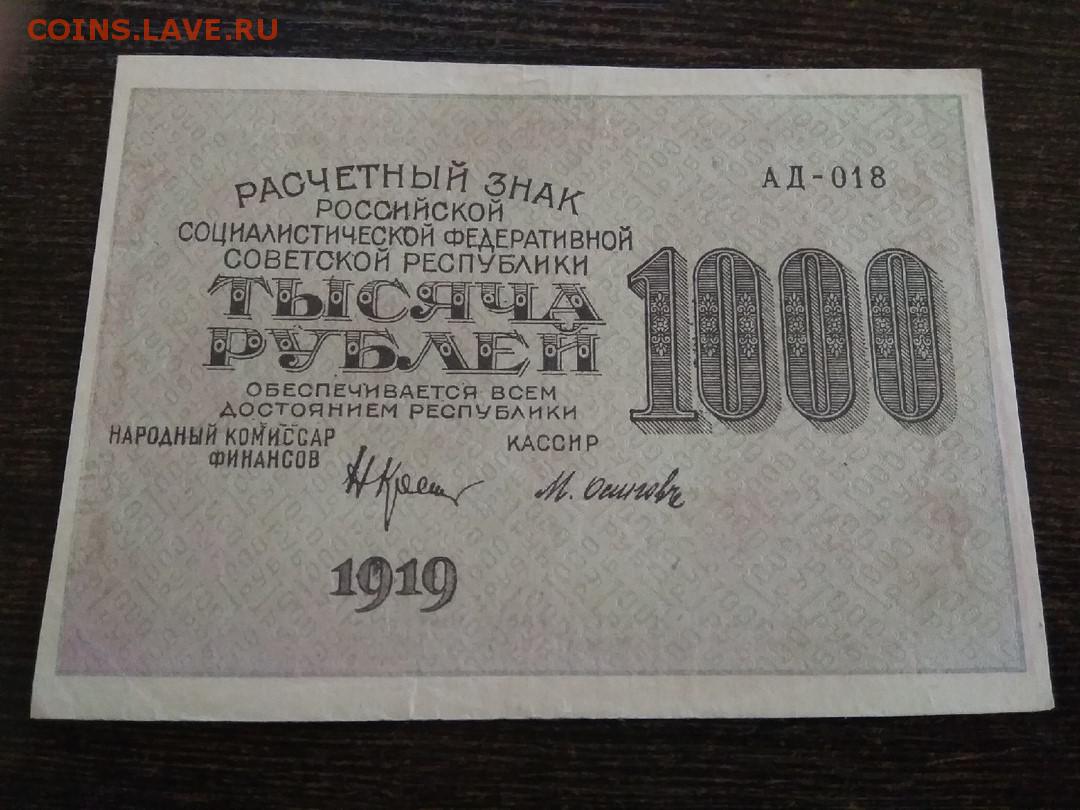 COINS.LAVE.RU
РАСЧЕТНЫЙ ЗНАК
РОССИЙСКОЙ
СОЦИАЛИСТИЧЕСКОЙ ФЕДЕРАТИВНОЙ
СОВЕТСКОЙ РЕСПУБЛИКИ
ТЫСЯЧА
РУБЛЕЙ
ОБЕСПЕЧИВАЕТСЯ ВСЕМ
ДОСТОЯНИЕМ РЕСПУБЛИКИ
АД-018
1000
НАРОДНЫЙ КОМИССАР
ФИНАНСОВ
КАССИР
М. Осиповъ
1919